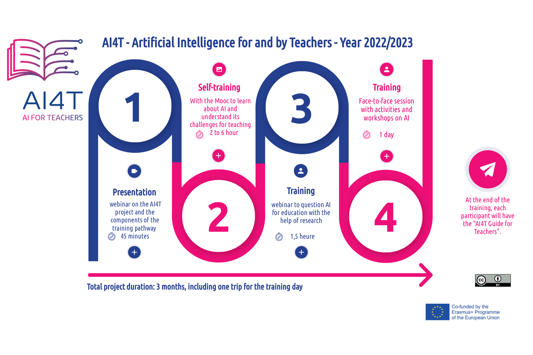 AI4T - Artificial Intelligence for and by Teachers - Year 2022/2023
AI4T
AI FOR TEACHERS
1
Presentation
webinar on the AI4T
project and the
components of the
training pathway
45 minutes
Self-training
With the Mooc to learn
about AI and
understand its
challenges for teaching
2 to 6 hour
2
3
Training
webinar to question AI
for education with the
help of research
1,5 heure
Training
Face-to-face session
with activities and
workshops on AI
1 day
4
At the end of the
training, each
participant will have
the "AI4T Guide for
Teachers".
Total project duration: 3 months, including one trip for the training day
cc
BY
Co-funded by the
Erasmus+ Programme
of the European Union